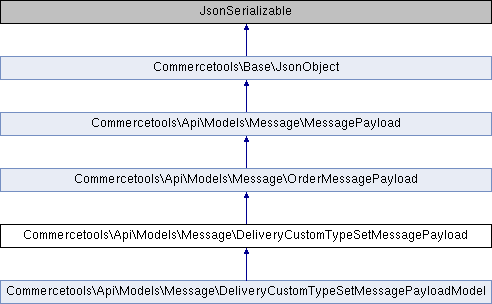 JsonSerializable
Commercetools\Base\JsonObject
Commercetools\Api\Models\Message\MessagePayload
Commercetools\Api\Models\Message\OrderMessagePayload
Commercetools\Api\Models\Message\DeliveryCustomTypeSetMessagePayload
Commercetools\Api\Models\Message\DeliveryCustomTypeSetMessagePayloadModel